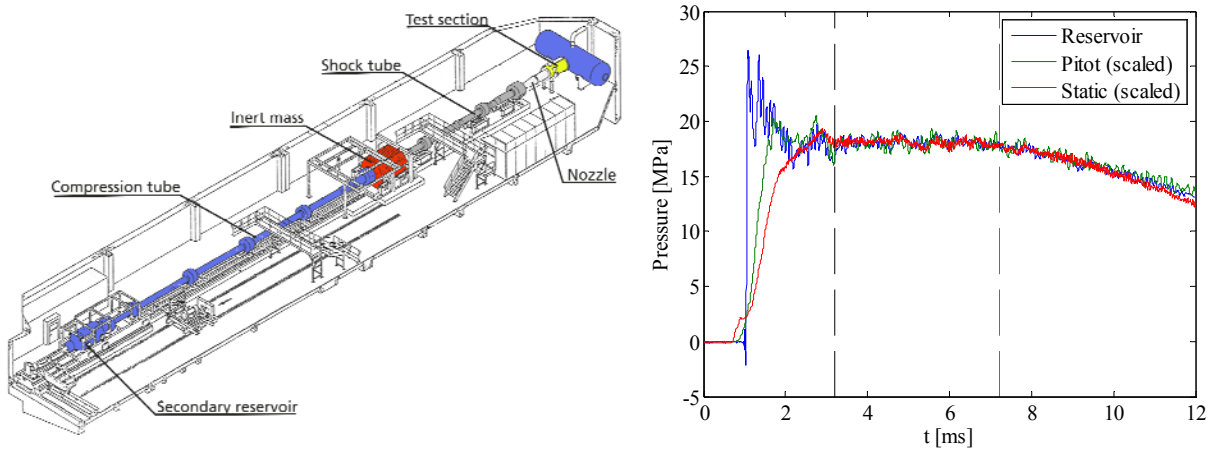 Test section
Shock tube
Inert mass
Compression tube
Nozzle
Secondary reservoir
30
25
20
15
10
5
0
-5
Pressure [MPa]
Reservoir
Pitot (scaled)
Static (scaled)
0
2
4
6
8
10
12
t [ms]